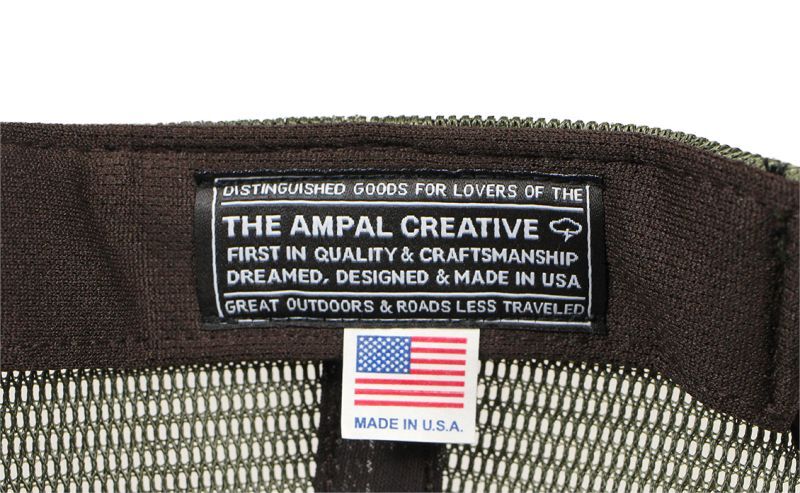 DISTINGUISHED GOODS FOR LOVERS OF THE
THE AMPAL CREATIVE
FIRST IN QUALITY & CRAFTSMANSHIP
DREAMED, DESIGNED & MADE IN USA
GREAT OUTDOORS & ROADS LESS TRAVELED
MADE IN U.S.A.